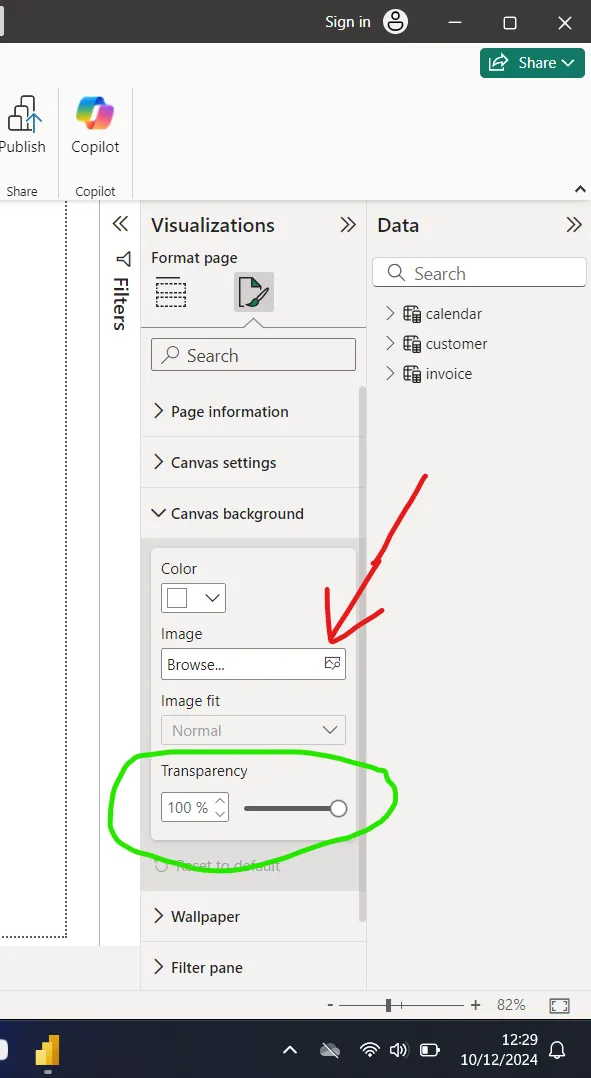 Sign in
Share
Publish
Copilot
Share
Copilot
Filters
Visualizations
Format page
Search
Page information
Canvas settings
Canvas background
Color
Image
Browse...
Image fit
Normal
Transparency
100 %
Reset to default
Wallpaper
Filter pane
Data
Search
calendar
customer
invoice
- + 82%
12:29
10/12/2024